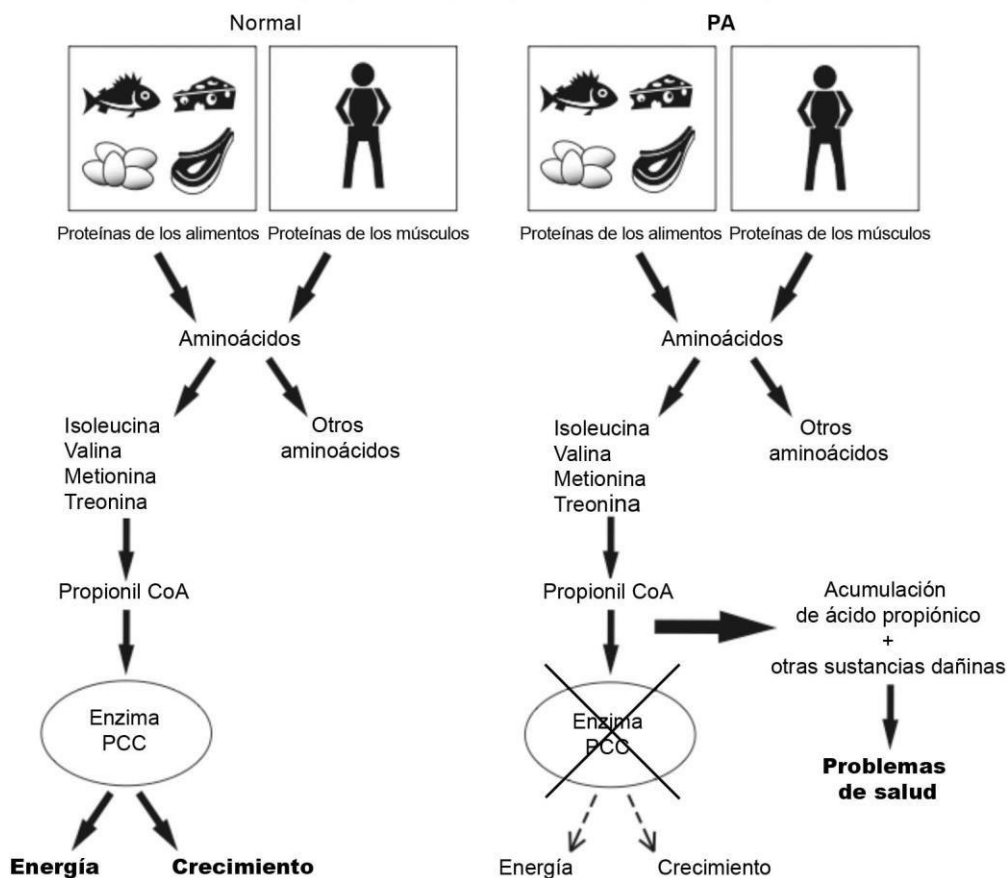 Normal
Proteínas de los alimentos
Proteínas de los músculos
Aminoácidos
Isoleucina
Valina
Metionina
Treonina
Otros
aminoácidos
Propionil CoA
Enzima
PCC
Energía
Crecimiento
PA
Proteínas de los alimentos
Proteínas de los músculos
Aminoácidos
Isoleucina
Valina
Metionina
Treonina
Otros
aminoácidos
Propionil CoA
Acumulación
de ácido propiónico
+
otras sustancias dañinas
Enzima
PCC
Problemas
de salud
Energía
Crecimiento